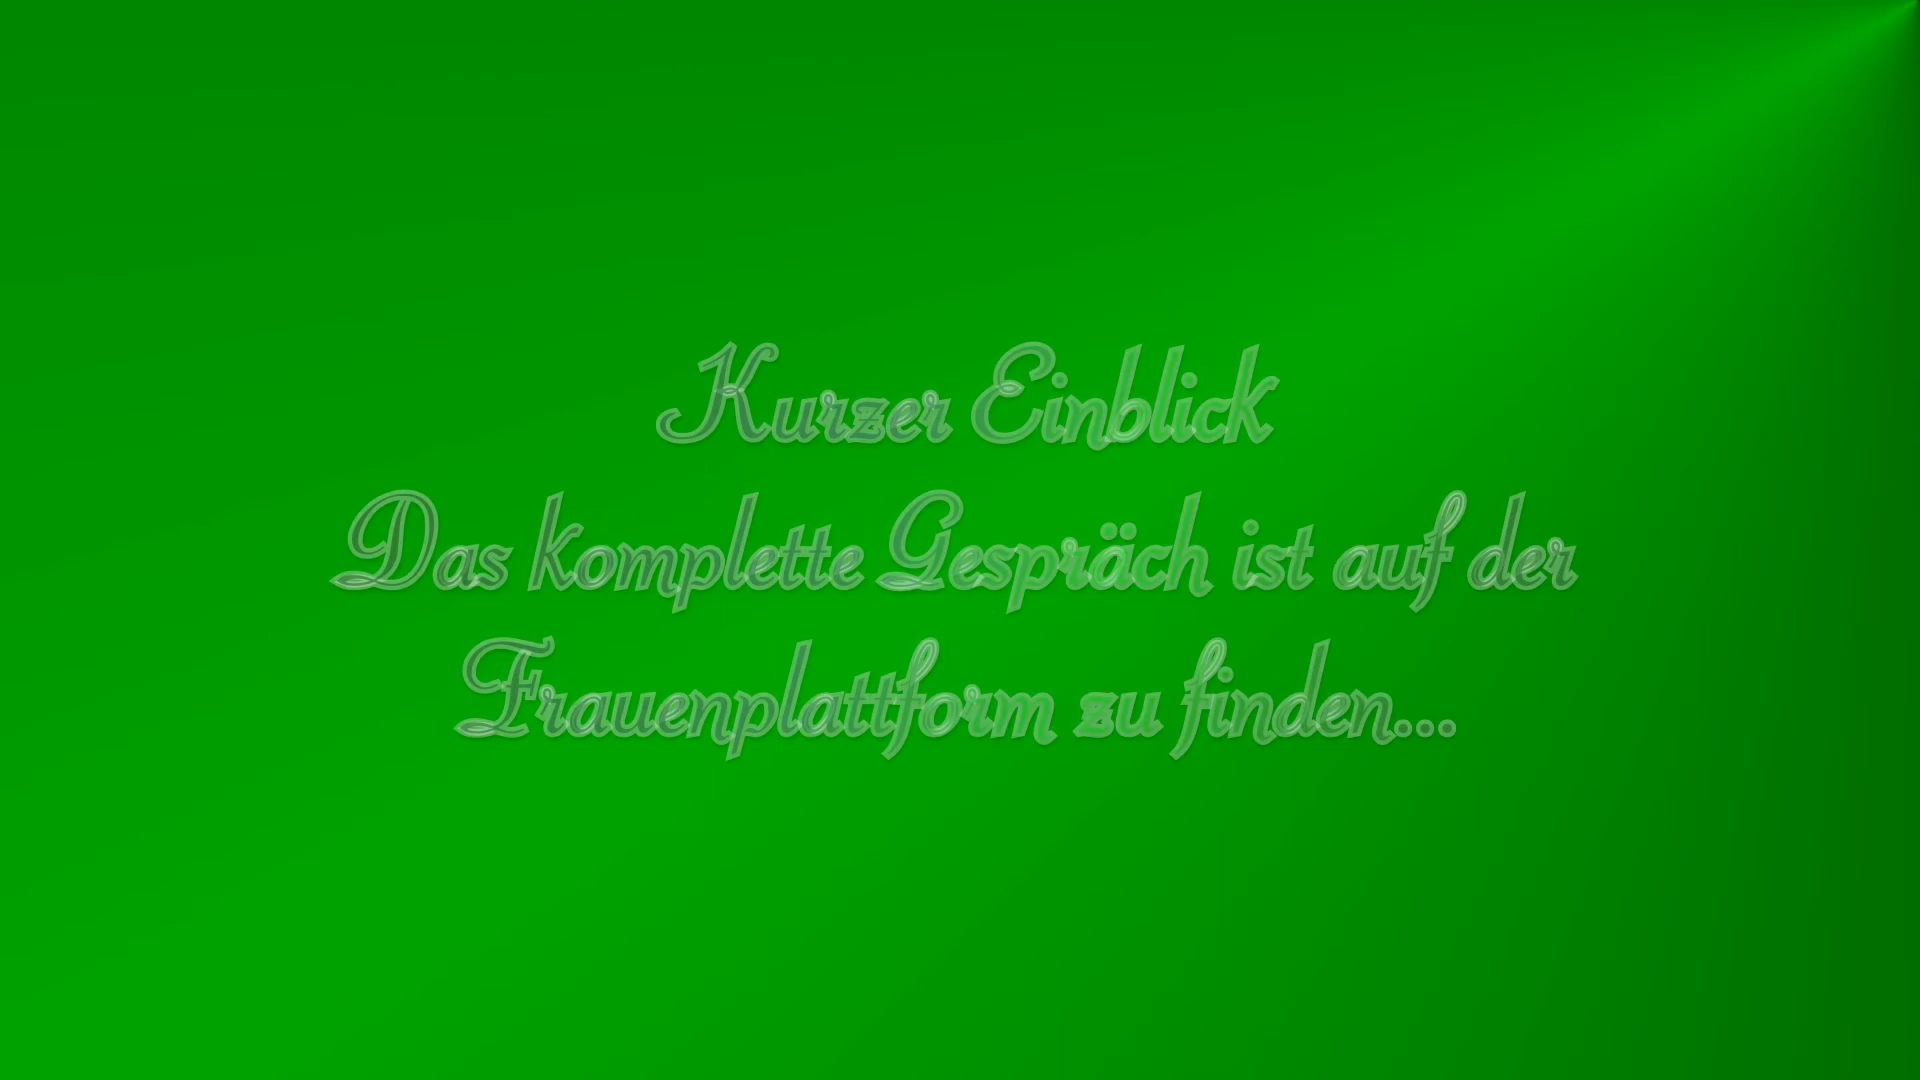 Kurzer Einblick
Das komplette Gespräch ist auf der
Frauenplattform zu finden...